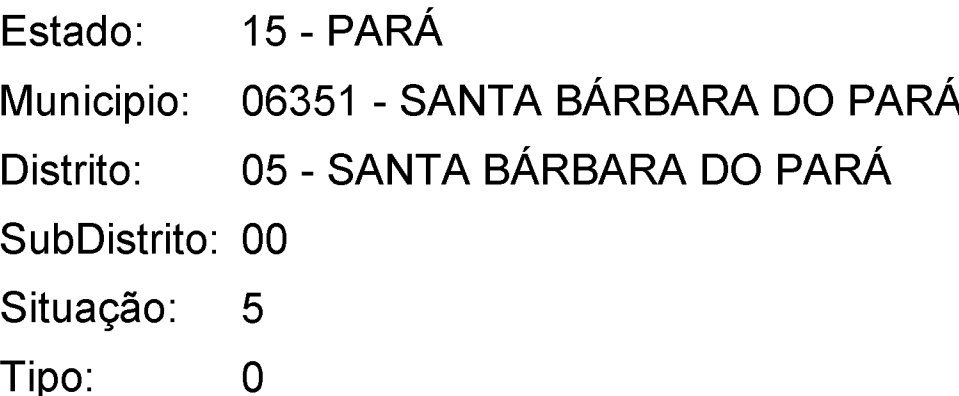 Estado: 15 - PARÁ
Municipio: 06351 - SANTA BÁRBARA DO PARÁ
Distrito: 05 - SANTA BÁRBARA DO PARÁ
SubDistrito: 00
Situação: 5
Tipo: 0